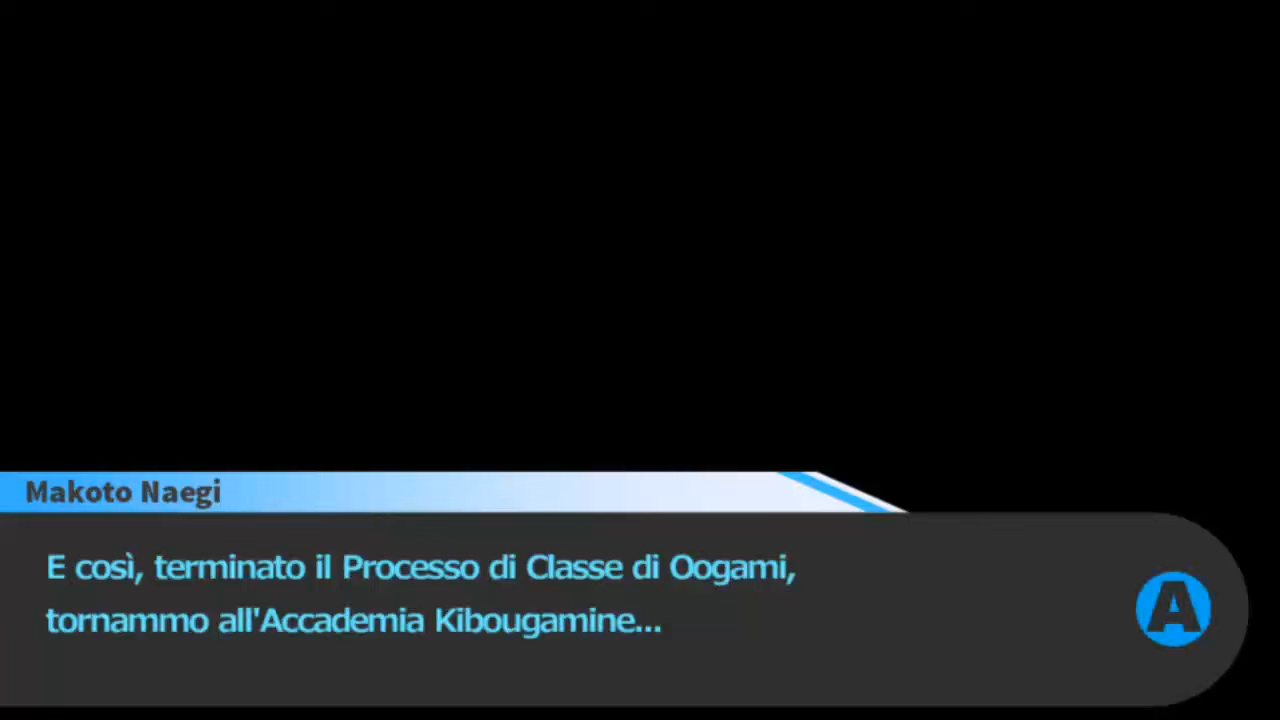 Makoto Naegi
E così, terminato il Processo di Classe di Oogami,
tornammo all'Accademia Kibougamine...
A